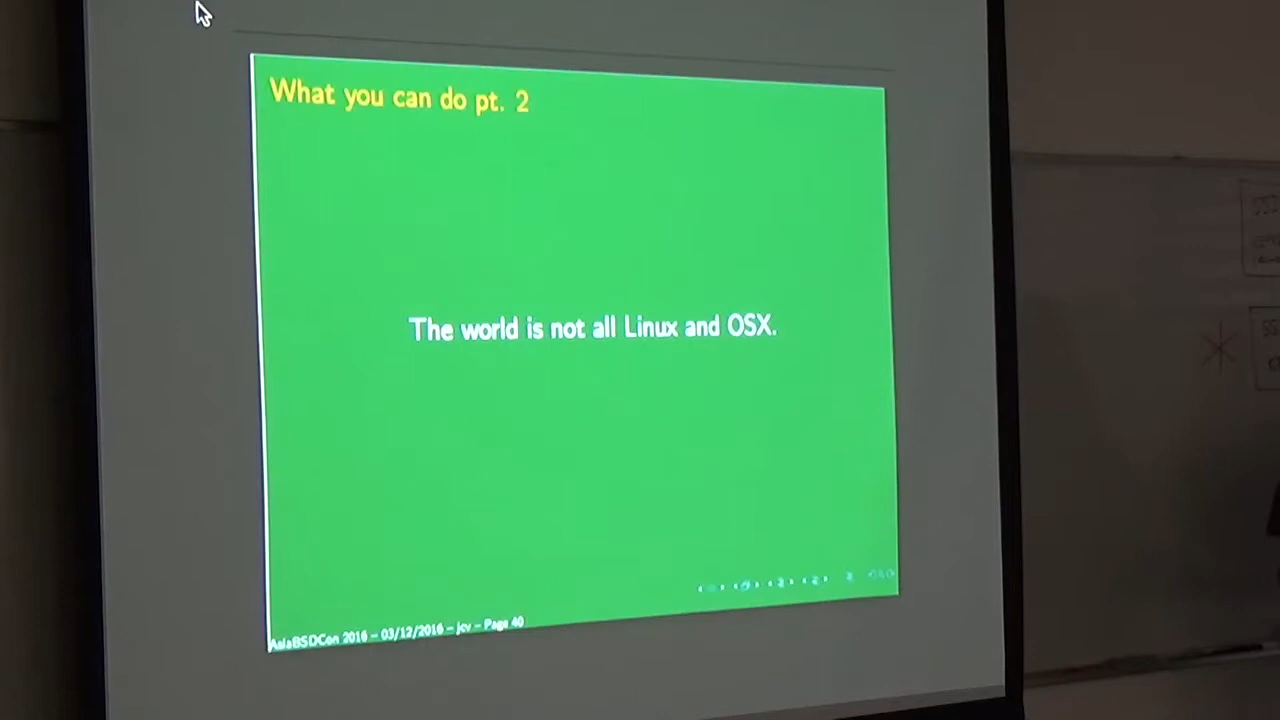 What you can do pt. 2
The world is not all Linux and OSX.
AsiaBSDCon 2016 – 03/12/2016 – jcv – Page 40